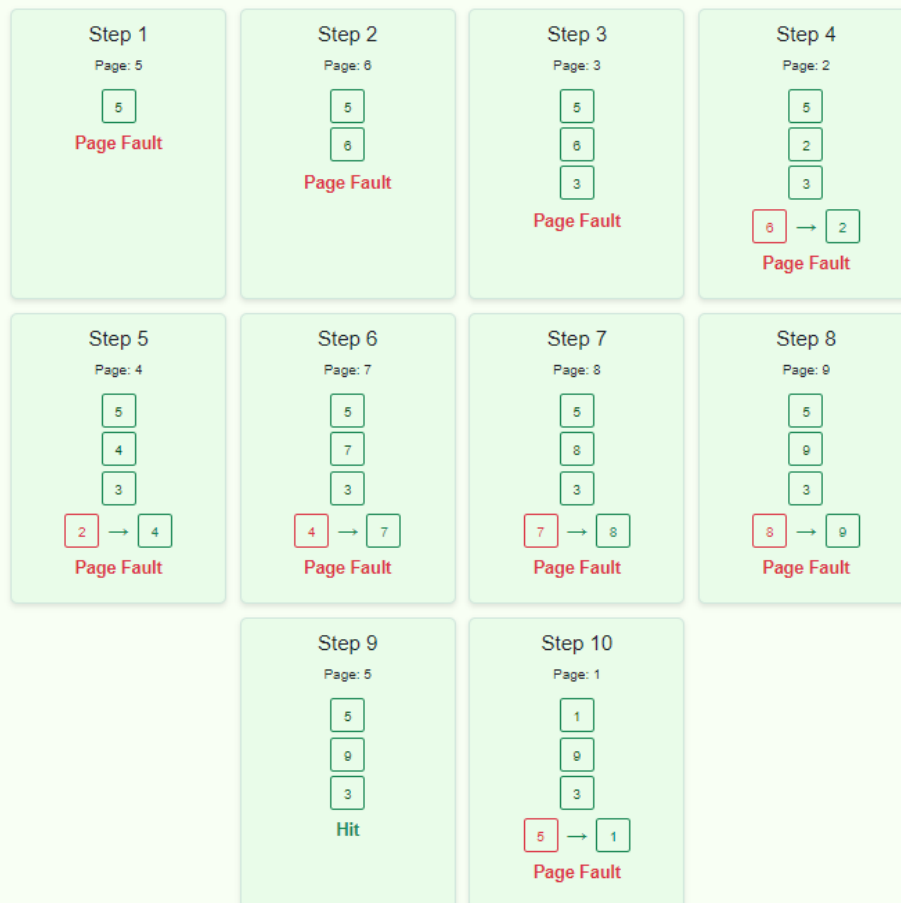 Step 1
Page: 5
5
Page Fault
Step 2
Page: 6
5
6
Page Fault
Step 3
Page: 3
5
6
3
Page Fault
Step 4
Page: 2
5
2
3
6 → 2
Page Fault
Step 5
Page: 4
5
4
3
2 → 4
Page Fault
Step 6
Page: 7
5
7
3
4 → 7
Page Fault
Step 7
Page: 8
5
8
3
7 → 8
Page Fault
Step 8
Page: 9
5
9
3
8 → 9
Page Fault
Step 9
Page: 5
5
9
3
Hit
Step 10
Page: 1
1
9
3
5 → 1
Page Fault